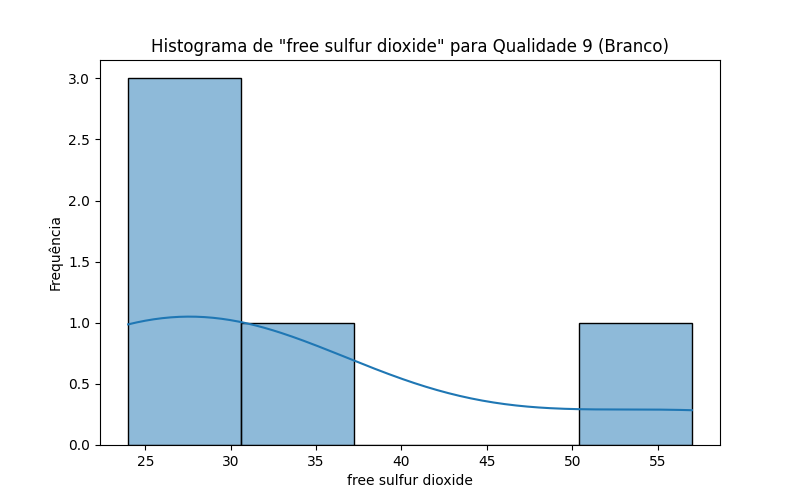 Histograma de "free sulfur dioxide" para Qualidade 9 (Branco)
Frequência
3.0
2.5
2.0
1.5
1.0
0.5
0.0
25 30 35 40 45 50 55
free sulfur dioxide